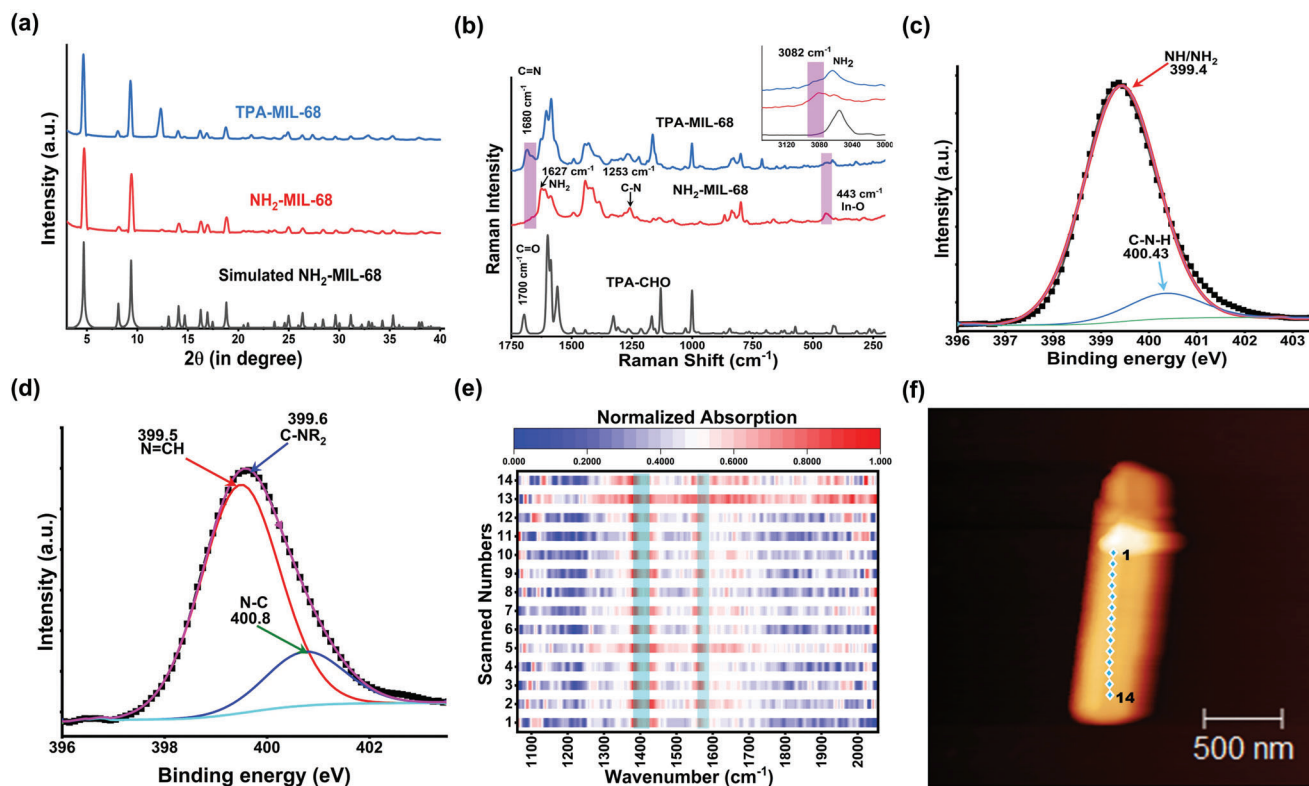 (a)
Intensity (a.u.)
TPA-MIL-68
NH₂-MIL-68
Simulated NH₂-MIL-68
5 10 15 20 25 30 35 40
2θ (in degree)
(b)
Raman Intensity
C=N
1680 cm⁻¹
3082 cm⁻¹
NH₂
3120 3080 3040 3000
TPA-MIL-68
1627 cm⁻¹
NH₂
1253 cm⁻¹
C-N
NH₂-MIL-68
443 cm⁻¹
In-O
C=O
1700 cm⁻¹
TPA-CHO
1750 1500 1250 1000 750 500 250
Raman Shift (cm⁻¹)
(c)
Intensity (a.u.)
NH/NH₂
399.4
C-N-H
400.43
396 397 398 399 400 401 402 403
Binding energy (eV)
(d)
Intensity (a.u.)
399.5
N=CH
399.6
C-NR₂
N-C
400.8
396 398 400 402
Binding energy (eV)
(e)
Normalized Absorption
0.000 0.2000 0.4000 0.6000 0.8000 1.000
Scanned Numbers
14
13
12
11
10
9
8
7
6
5
4
3
2
1
1100 1200 1300 1400 1500 1600 1700 1800 1900 2000
Wavenumber (cm⁻¹)
(f)
1
14
500 nm